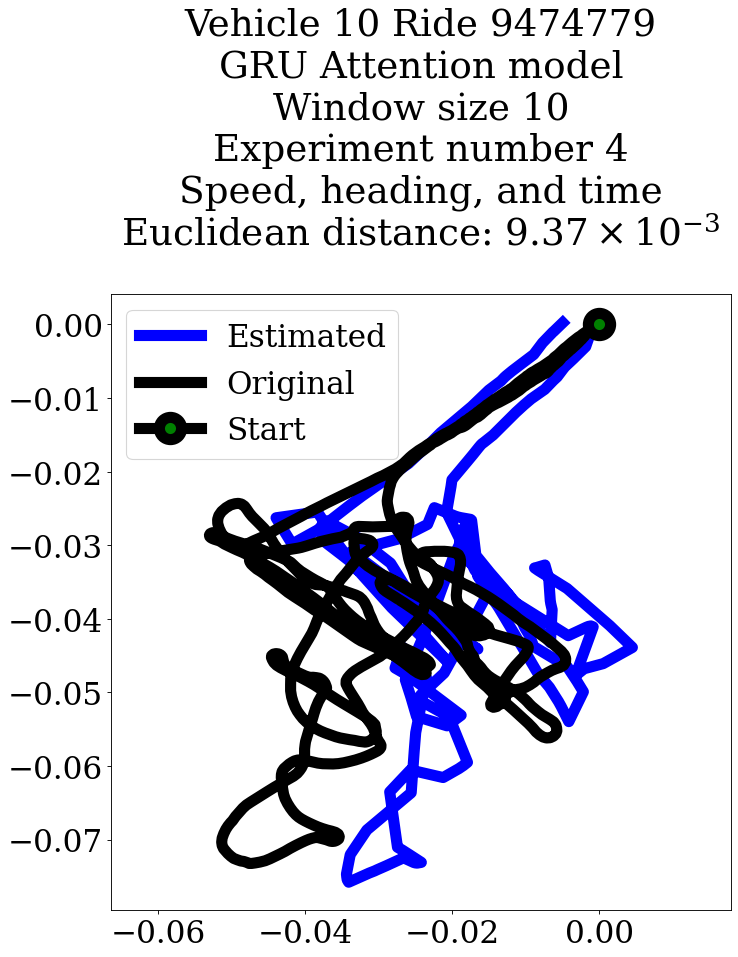 Vehicle 10 Ride 9474779
GRU Attention model
Window size 10
Experiment number 4
Speed, heading, and time
Euclidean distance: 9.37 × 10⁻³
Estimated
Original
Start
0.00
−0.01
−0.02
−0.03
−0.04
−0.05
−0.06
−0.07
−0.06 −0.04 −0.02 0.00